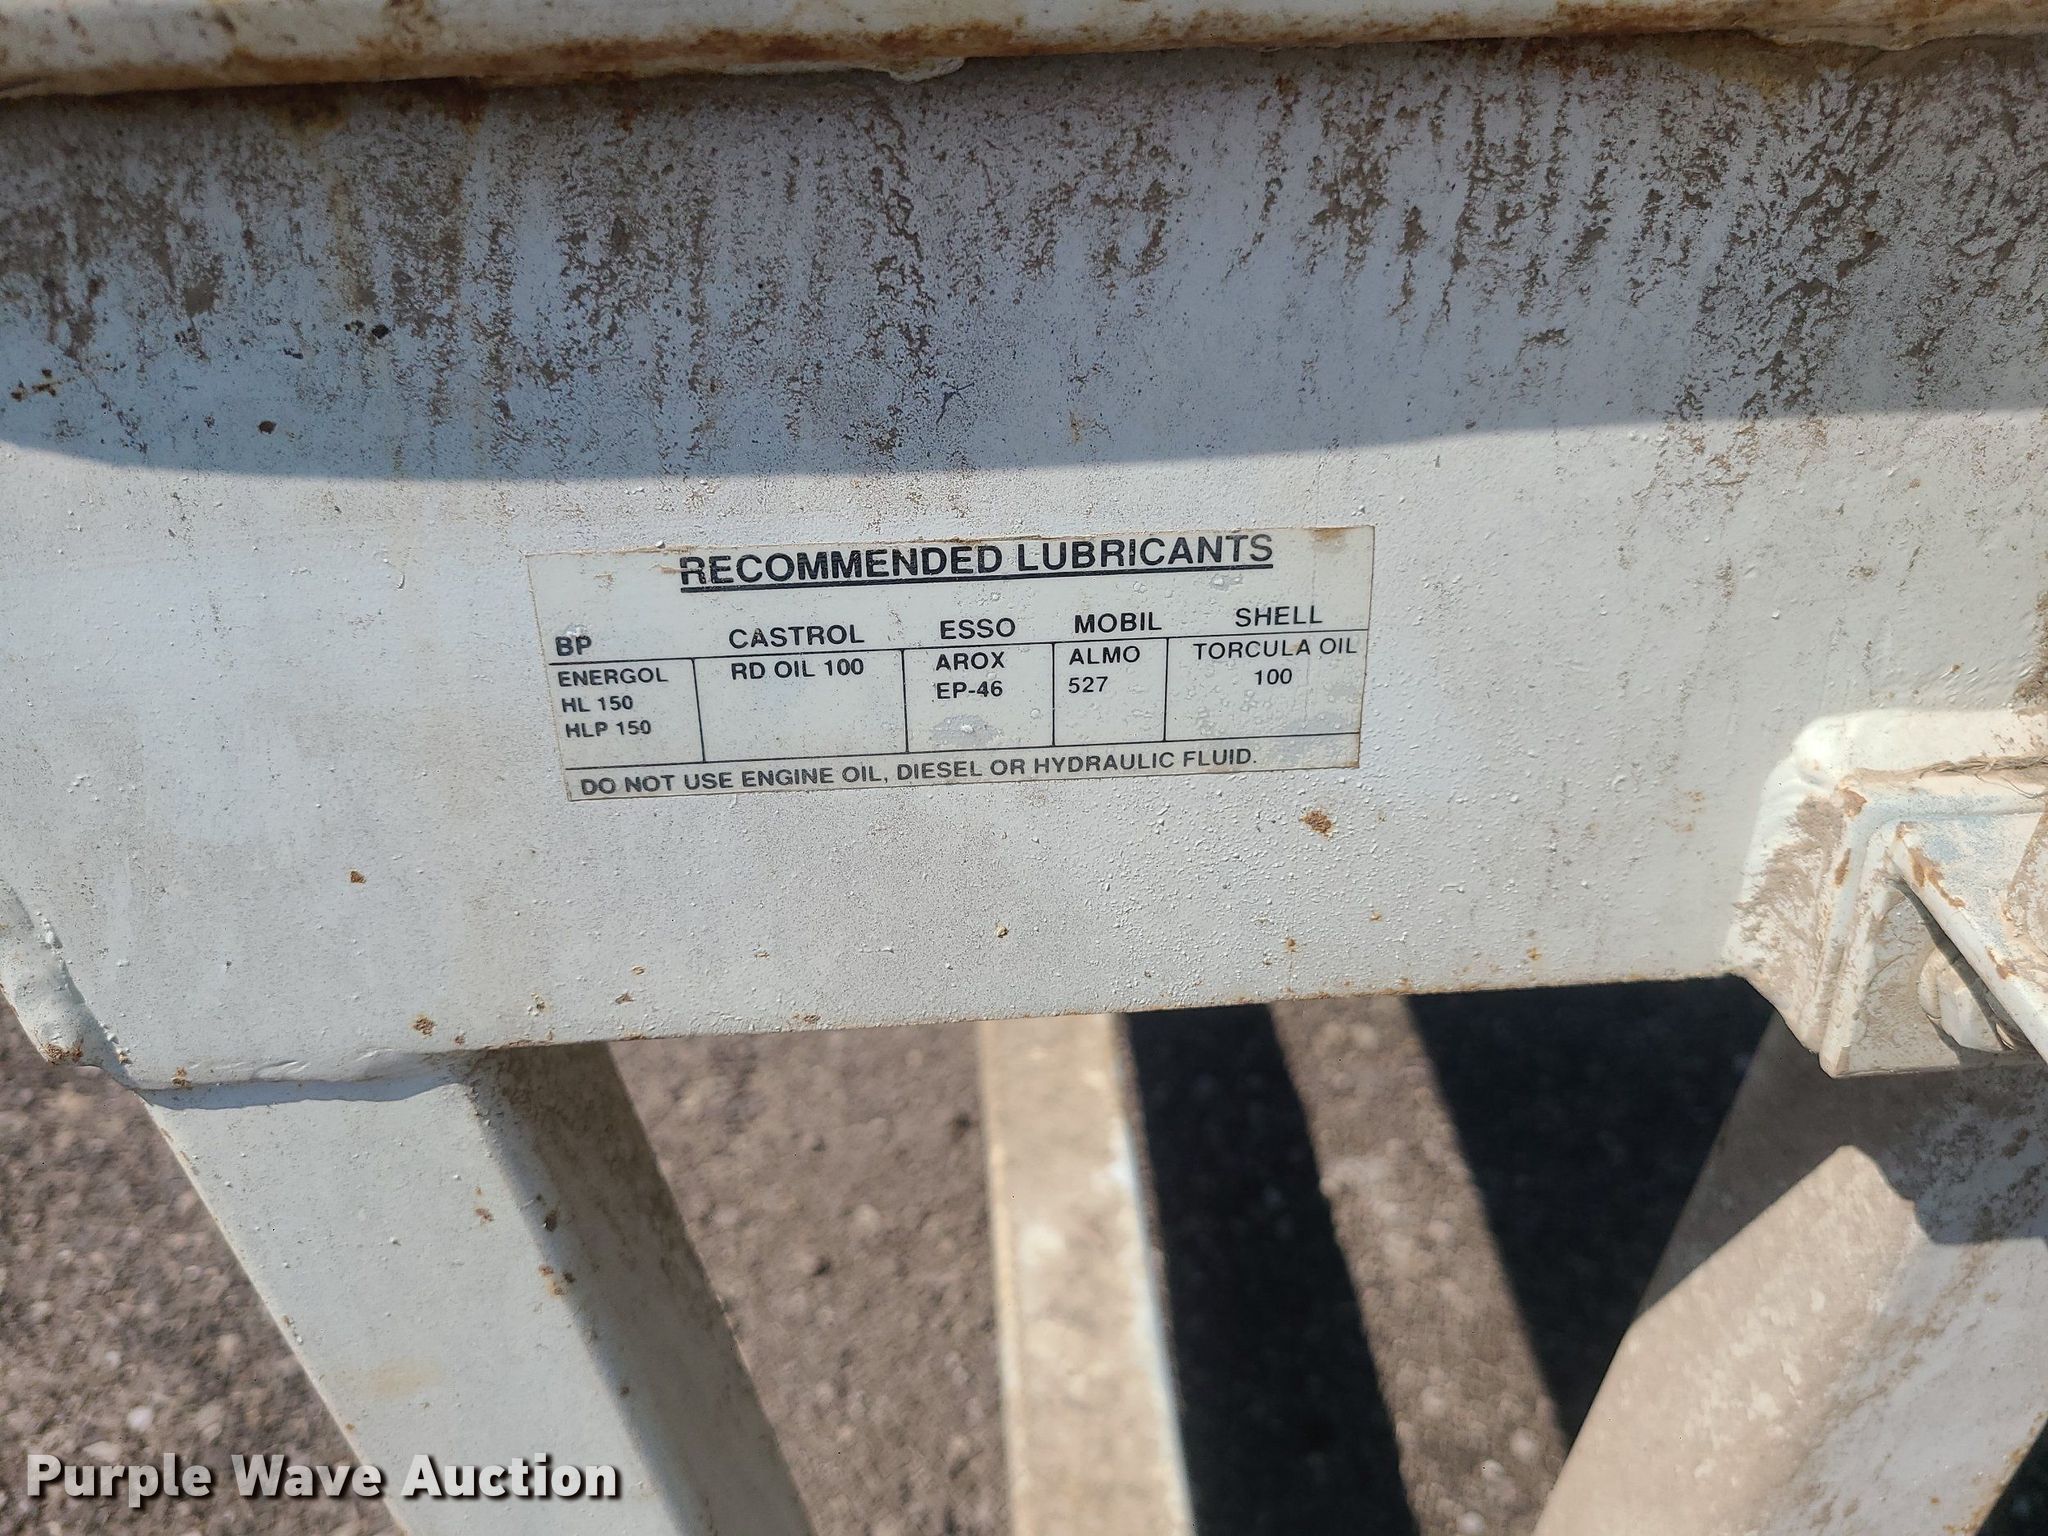 RECOMMENDED LUBRICANTS
BP CASTROL ESSO MOBIL SHELL
ENERGOL RD OIL 100 AROX ALMO TORCULA OIL
HL 150 EP-46 527 100
HLP 150
DO NOT USE ENGINE OIL, DIESEL OR HYDRAULIC FLUID.
Purple Wave Auction